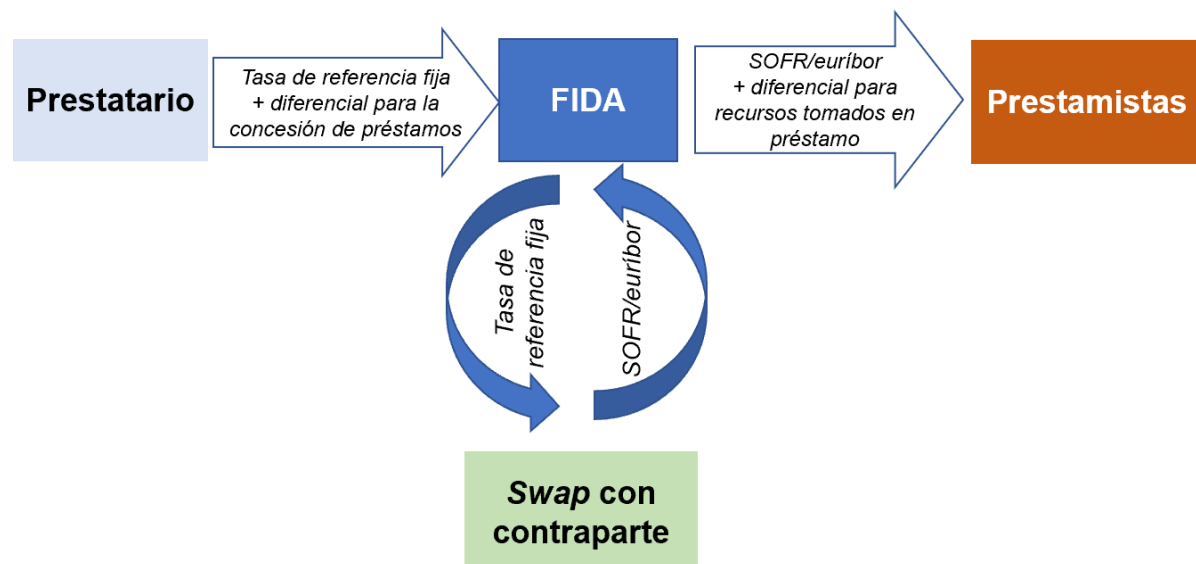 Prestatario
Tasa de referencia fija
+ diferencial para la
concesión de préstamos
FIDA
SOFR/euríbor
+ diferencial para
recursos tomados en
préstamo
Prestamistas
Tasa de
referencia fija
SOFR/euríbor
Swap con
contraparte